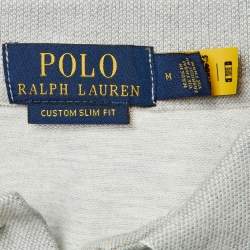 POLO
RALPH LAUREN
CUSTOM SLIM FIT
M